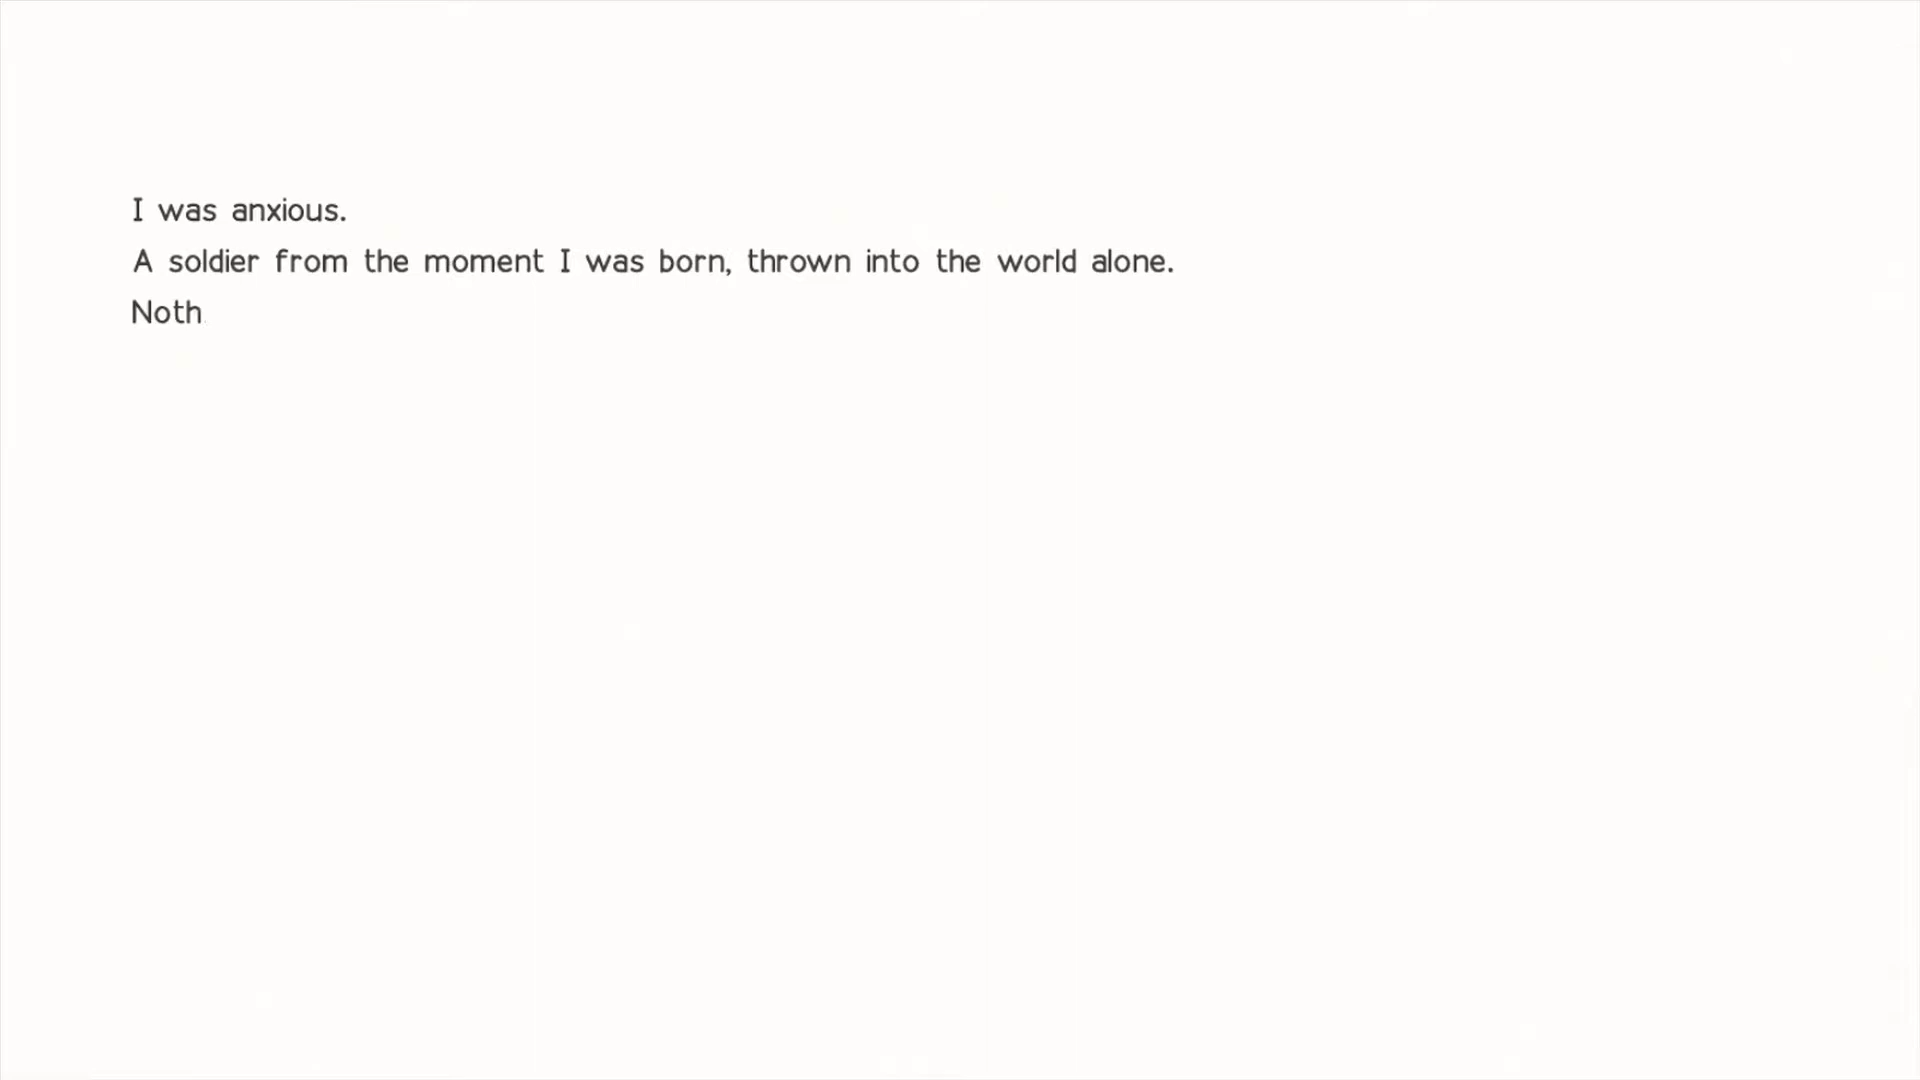 I was anxious.
A soldier from the moment I was born, thrown into the world alone.
Noth